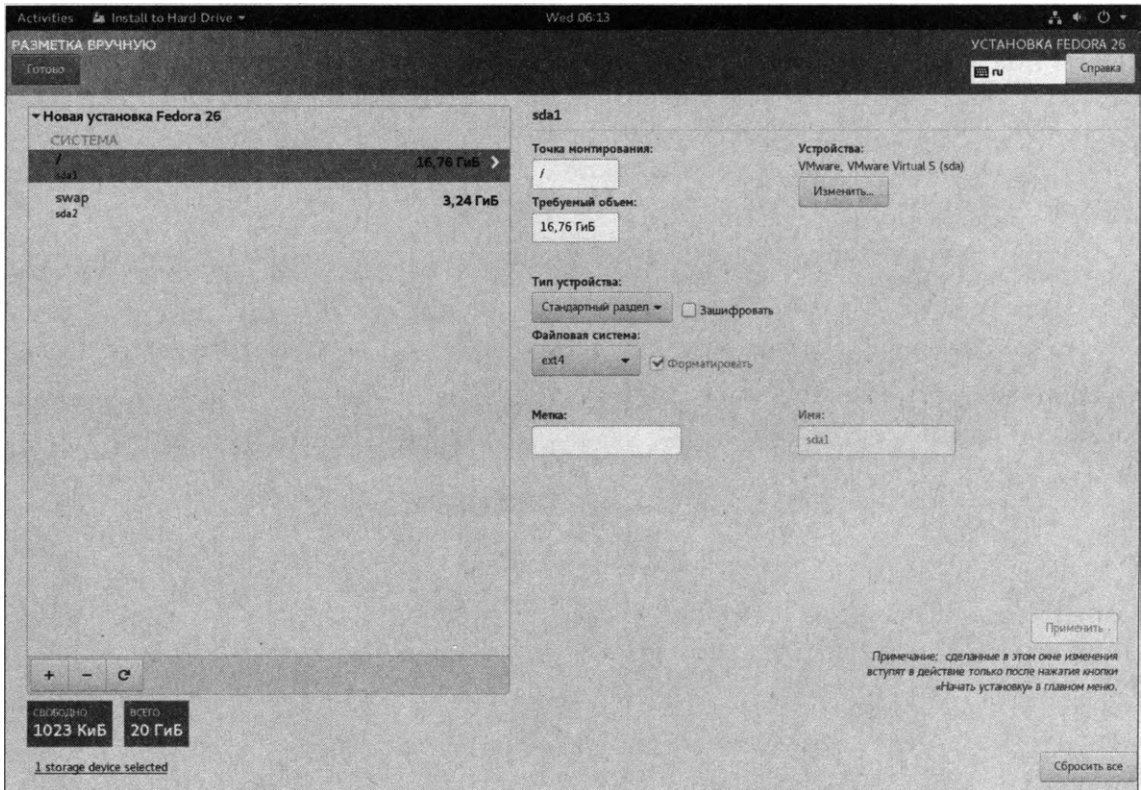 Activities Install to Hard Drive Wed 06:13
РАЗМЕТКА ВРУЧНУЮ УСТАНОВКА FEDORA 26
Готово ru Справка
Новая установка Fedora 26
СИСТЕМА
/ 16,76 ГиБ
sda1
swap 3,24 ГиБ
sda2
sda1
Точка монтирования: Устройства:
/ VMware, VMware Virtual S (sda)
Изменить...
Требуемый объем:
16,76 ГиБ
Тип устройства:
Стандартный раздел Зашифровать
Файловая система:
ext4 Форматировать
Метка: Имя:
sda1
Применить
Примечание: сделанные в этом окне изменения
вступят в действие только после нажатия кнопки
«Начать установку» в главном меню.
+ −
СВОБОДНО ВСЕГО
1023 КиБ 20 ГиБ
1 storage device selected
Сбросить все